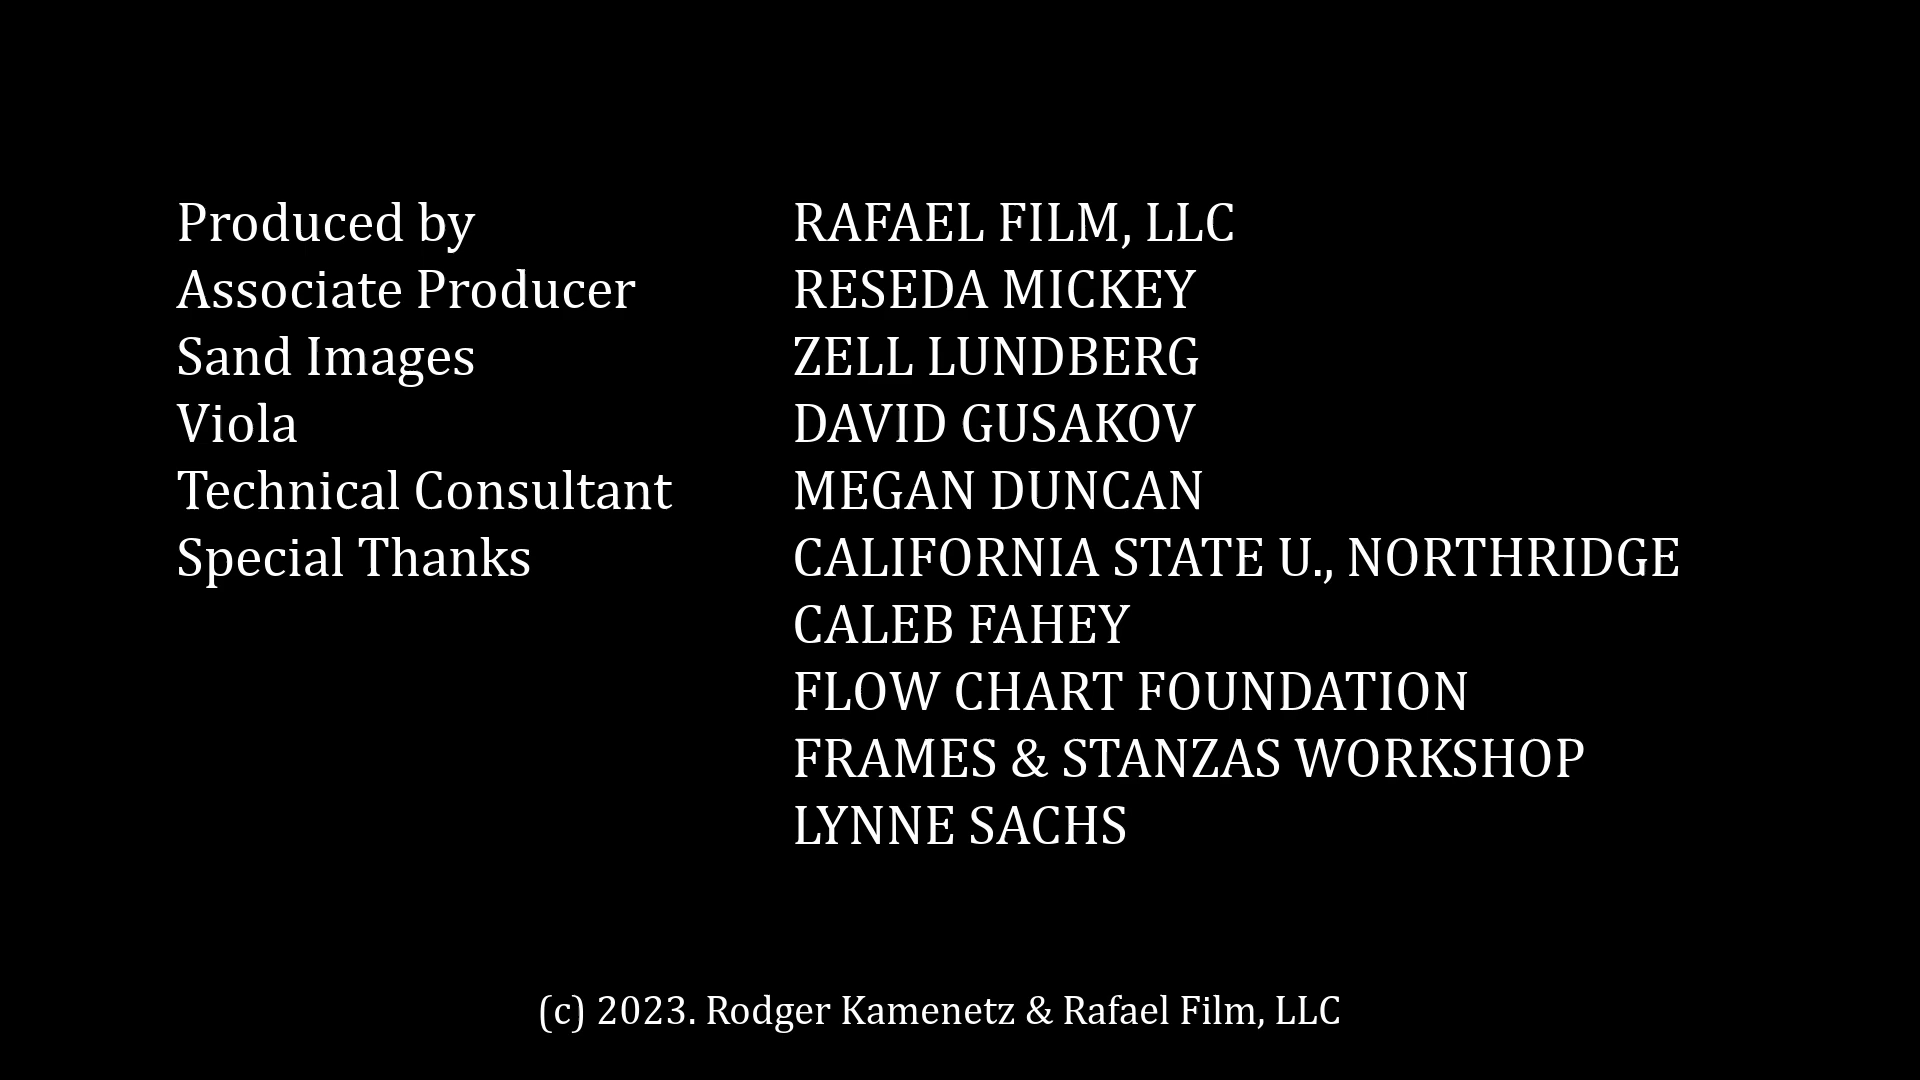 Produced by RAFAEL FILM, LLC
Associate Producer RESEDA MICKEY
Sand Images ZELL LUNDBERG
Viola DAVID GUSAKOV
Technical Consultant MEGAN DUNCAN
Special Thanks CALIFORNIA STATE U., NORTHRIDGE
CALEB FAHEY
FLOW CHART FOUNDATION
FRAMES & STANZAS WORKSHOP
LYNNE SACHS
(c) 2023. Rodger Kamenetz & Rafael Film, LLC